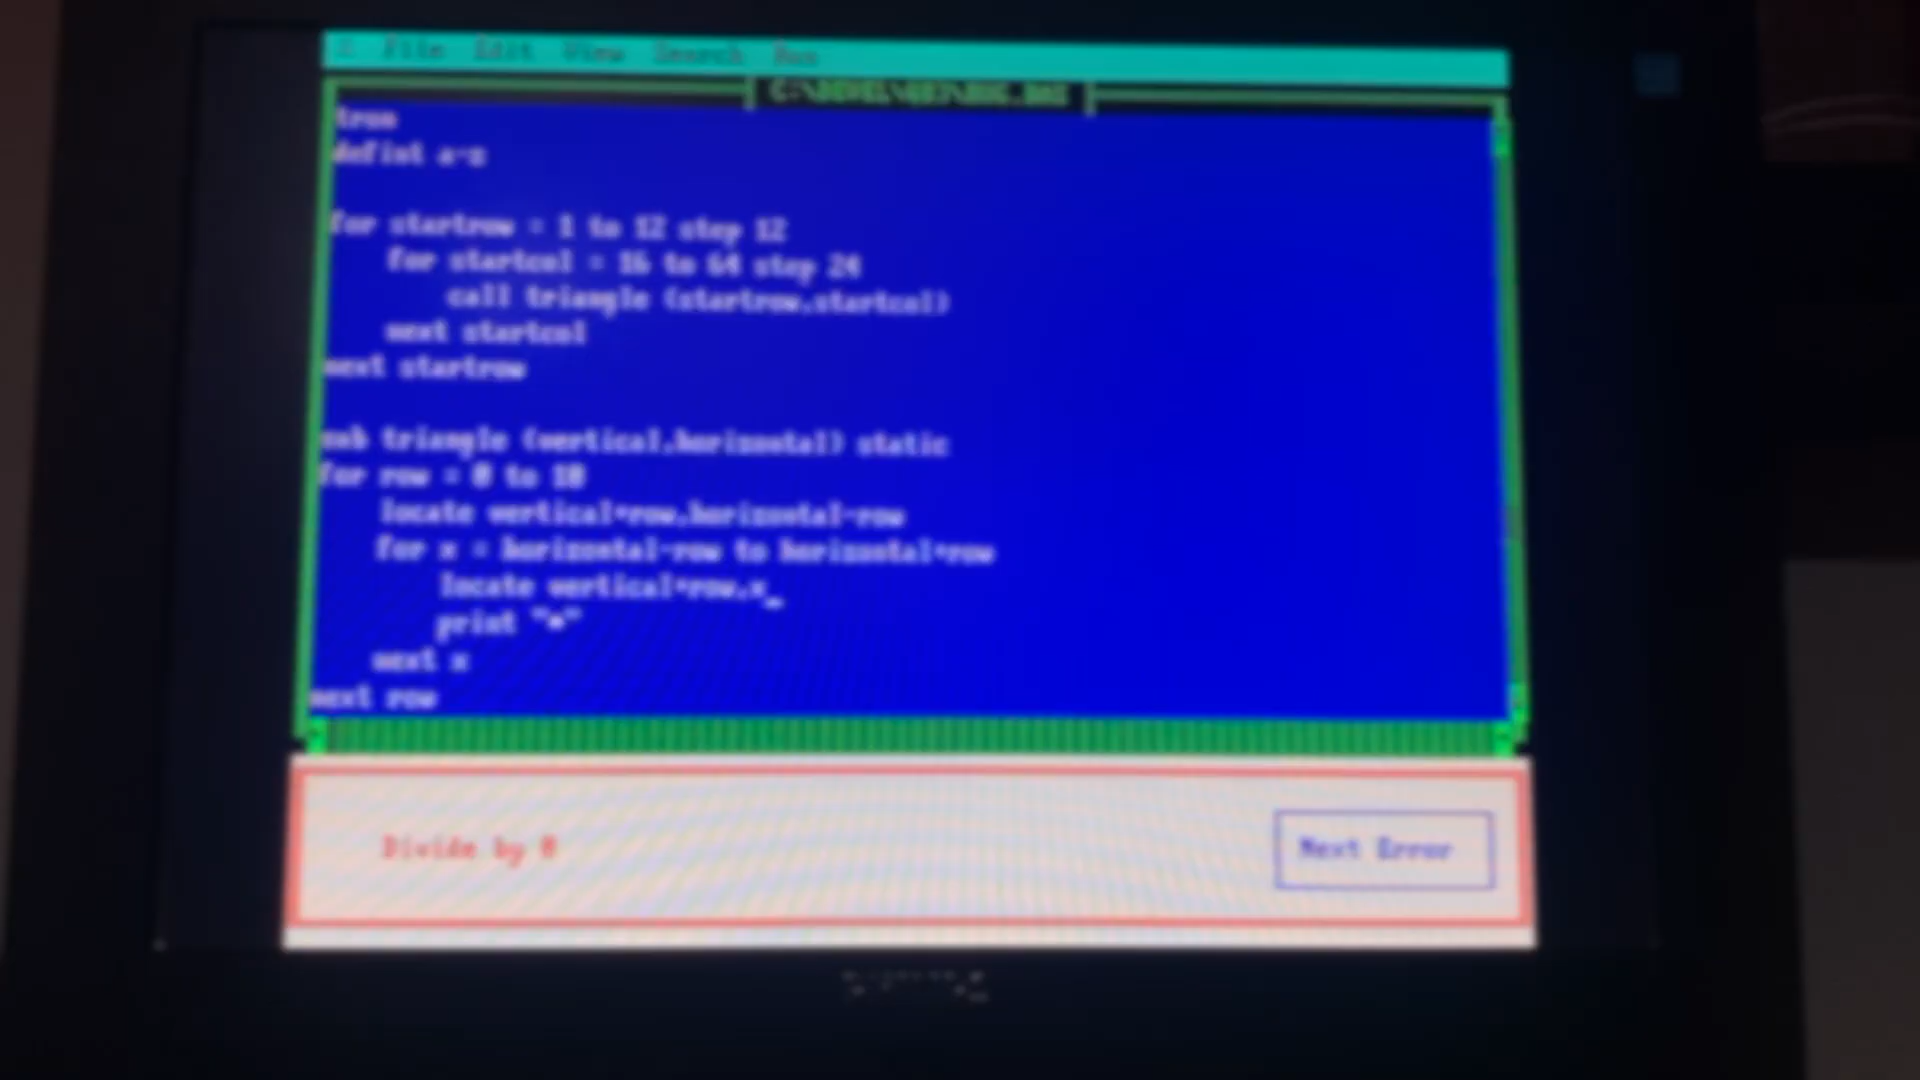 File Edit View Search Run
tron
defint a-z
for startrow = 1 to 12 step 12
for startcol = 16 to 64 step 24
call triangle (startrow,startcol)
next startcol
next startrow
sub triangle (vertical,horizontal) static
for row = 0 to 10
locate vertical+row,horizontal-row
for x = horizontal-row to horizontal+row
locate vertical+row,x_
print "*"
next x
next row
Divide by 0
Next Error